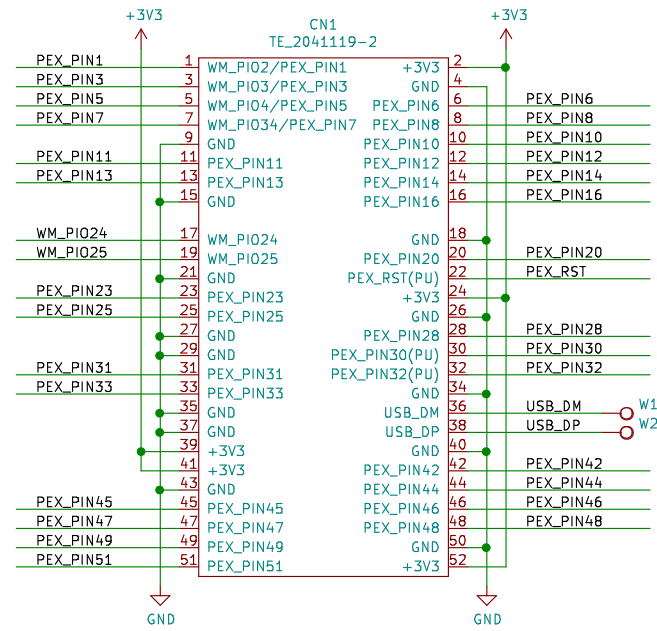 +3V3 +3V3
CN1
TE_2041119-2
PEX_PIN1 1 WM_PIO2/PEX_PIN1 +3V3 2
PEX_PIN3 3 WM_PIO3/PEX_PIN3 GND 4
PEX_PIN5 5 WM_PIO4/PEX_PIN5 PEX_PIN6 6 PEX_PIN6
PEX_PIN7 7 WM_PIO34/PEX_PIN7 PEX_PIN8 8 PEX_PIN8
9 GND PEX_PIN10 10 PEX_PIN10
PEX_PIN11 11 PEX_PIN11 PEX_PIN12 12 PEX_PIN12
PEX_PIN13 13 PEX_PIN13 PEX_PIN14 14 PEX_PIN14
15 GND PEX_PIN16 16 PEX_PIN16
WM_PIO24 17 WM_PIO24 GND 18
WM_PIO25 19 WM_PIO25 PEX_PIN20 20 PEX_PIN20
21 GND PEX_RST(PU) 22 PEX_RST
PEX_PIN23 23 PEX_PIN23 +3V3 24
PEX_PIN25 25 PEX_PIN25 GND 26
27 GND PEX_PIN28 28 PEX_PIN28
29 GND PEX_PIN30(PU) 30 PEX_PIN30
PEX_PIN31 31 PEX_PIN31 PEX_PIN32(PU) 32 PEX_PIN32
PEX_PIN33 33 PEX_PIN33 GND 34
35 GND USB_DM 36 USB_DM W1
37 GND USB_DP 38 USB_DP W2
39 +3V3 GND 40
41 +3V3 PEX_PIN42 42 PEX_PIN42
43 GND PEX_PIN44 44 PEX_PIN44
PEX_PIN45 45 PEX_PIN45 PEX_PIN46 46 PEX_PIN46
PEX_PIN47 47 PEX_PIN47 PEX_PIN48 48 PEX_PIN48
PEX_PIN49 49 PEX_PIN49 GND 50
PEX_PIN51 51 PEX_PIN51 +3V3 52
GND GND